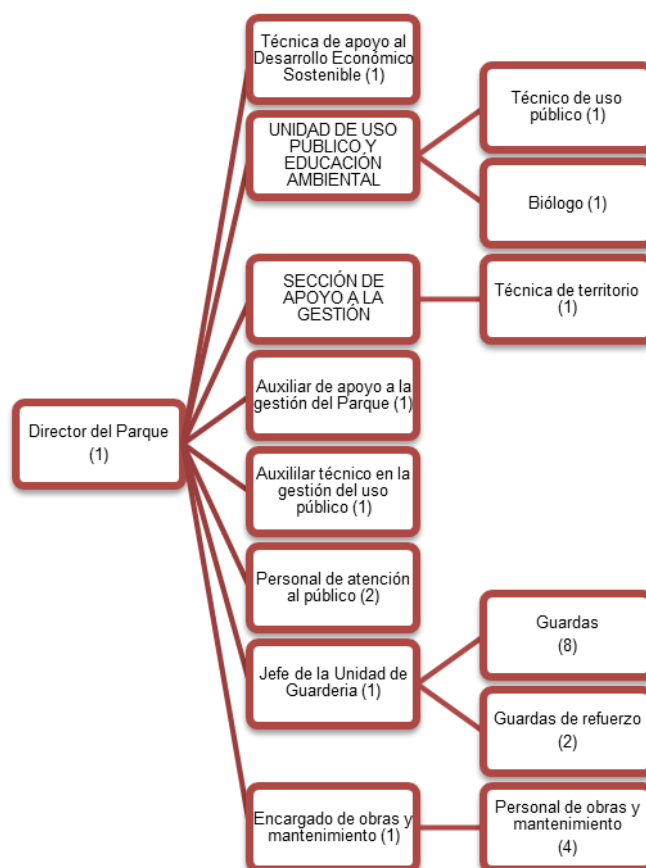 Técnica de apoyo al
Desarrollo Económico
Sostenible (1)
UNIDAD DE USO
PÚBLICO Y
EDUCACIÓN
AMBIENTAL
Técnico de uso
público (1)
Biólogo (1)
SECCIÓN DE
APOYO A LA
GESTIÓN
Técnica de territorio
(1)
Auxiliar de apoyo a la
gestión del Parque (1)
Director del Parque
(1)
Auxililar técnico en la
gestión del uso
público (1)
Personal de atención
al público (2)
Jefe de la Unidad de
Guarderia (1)
Guardas
(8)
Guardas de refuerzo
(2)
Encargado de obras y
mantenimiento (1)
Personal de obras y
mantenimiento
(4)